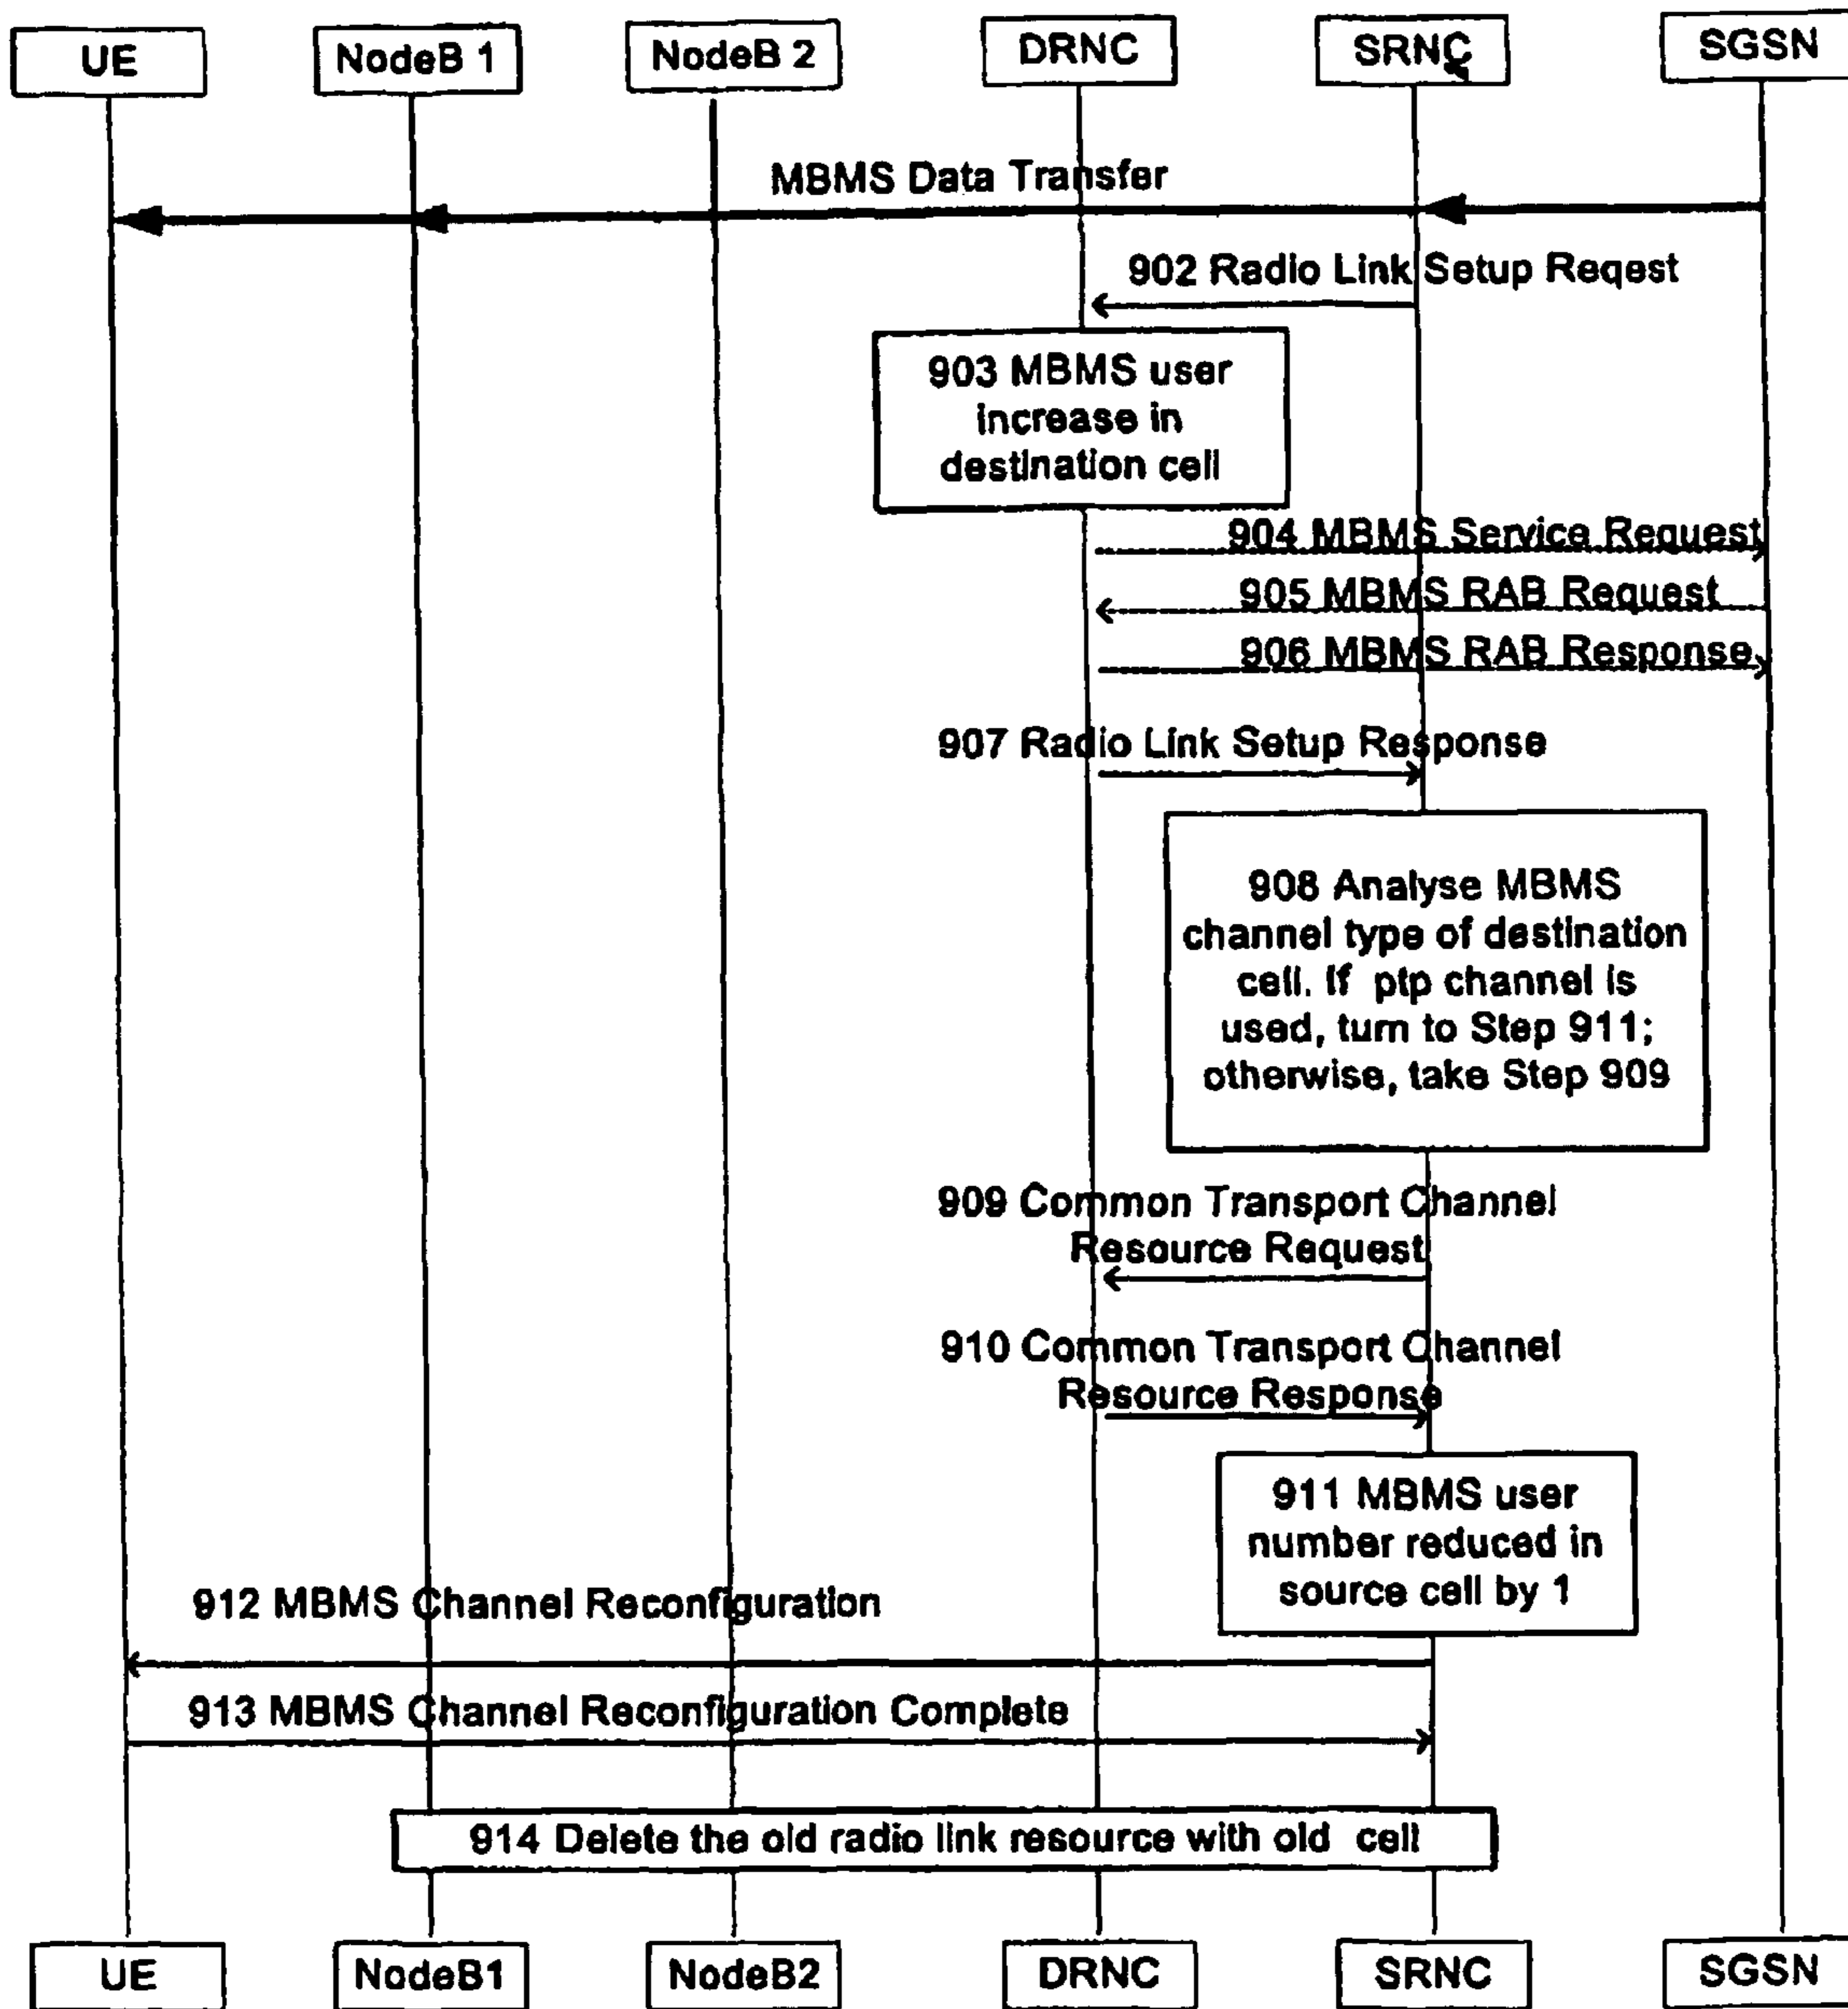 UE
NodeB 1
NodeB 2
DRNC
SRNC
SGSN
MBMS Data Transfer
902 Radio Link Setup Reqest
903 MBMS user
increase in
destination cell
904 MBMS Service Request
905 MBMS RAB Request
906 MBMS RAB Response
907 Radio Link Setup Response
908 Analyse MBMS
channel type of destination
cell. If ptp channel is
used, turn to Step 911;
otherwise, take Step 909
909 Common Transport Channel
Resource Request
910 Common Transport Channel
Resource Response
911 MBMS user
number reduced in
source cell by 1
912 MBMS Channel Reconfiguration
913 MBMS Channel Reconfiguration Complete
914 Delete the old radio link resource with old cell
UE
NodeB1
NodeB2
DRNC
SRNC
SGSN